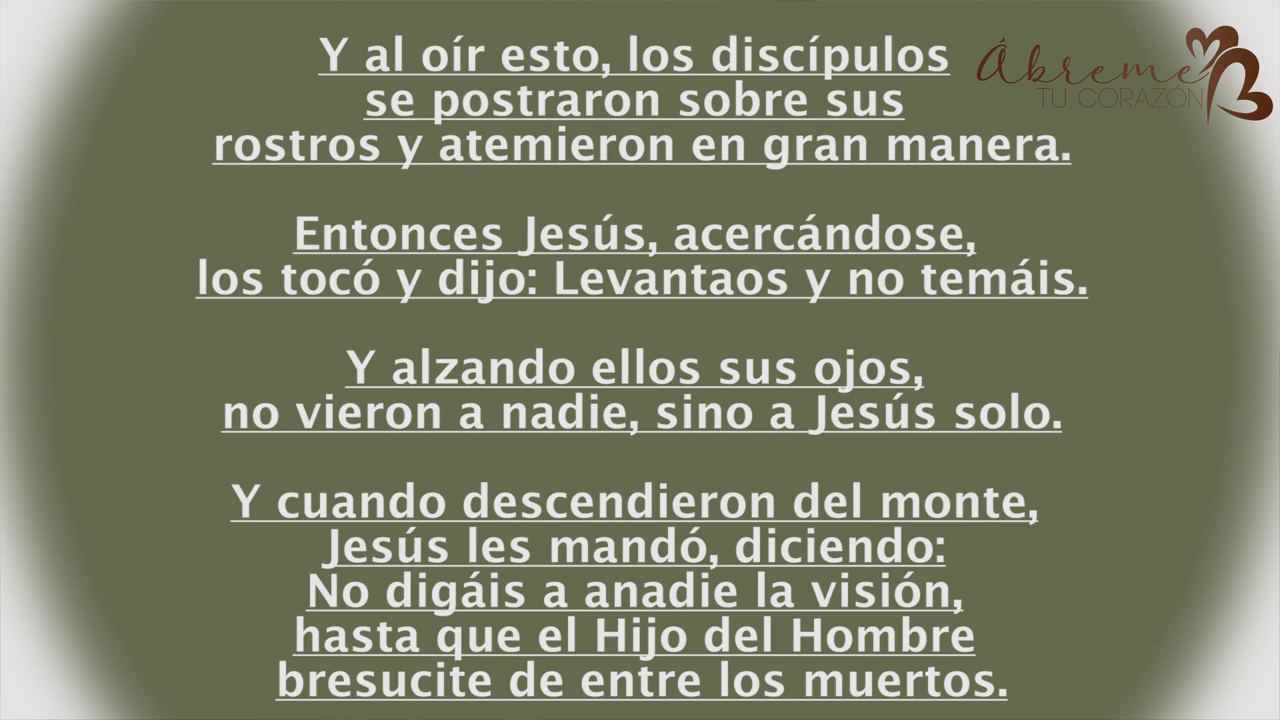 Y al oír esto, los discípulos
se postraron sobre sus
rostros y atemieron en gran manera.
Entonces Jesús, acercándose,
los tocó y dijo: Levantaos y no temáis.
Y alzando ellos sus ojos,
no vieron a nadie, sino a Jesús solo.
Y cuando descendieron del monte,
Jesús les mandó, diciendo:
No digáis a anadie la visión,
hasta que el Hijo del Hombre
bresucite de entre los muertos.
Ábreme
TU CORAZÓN